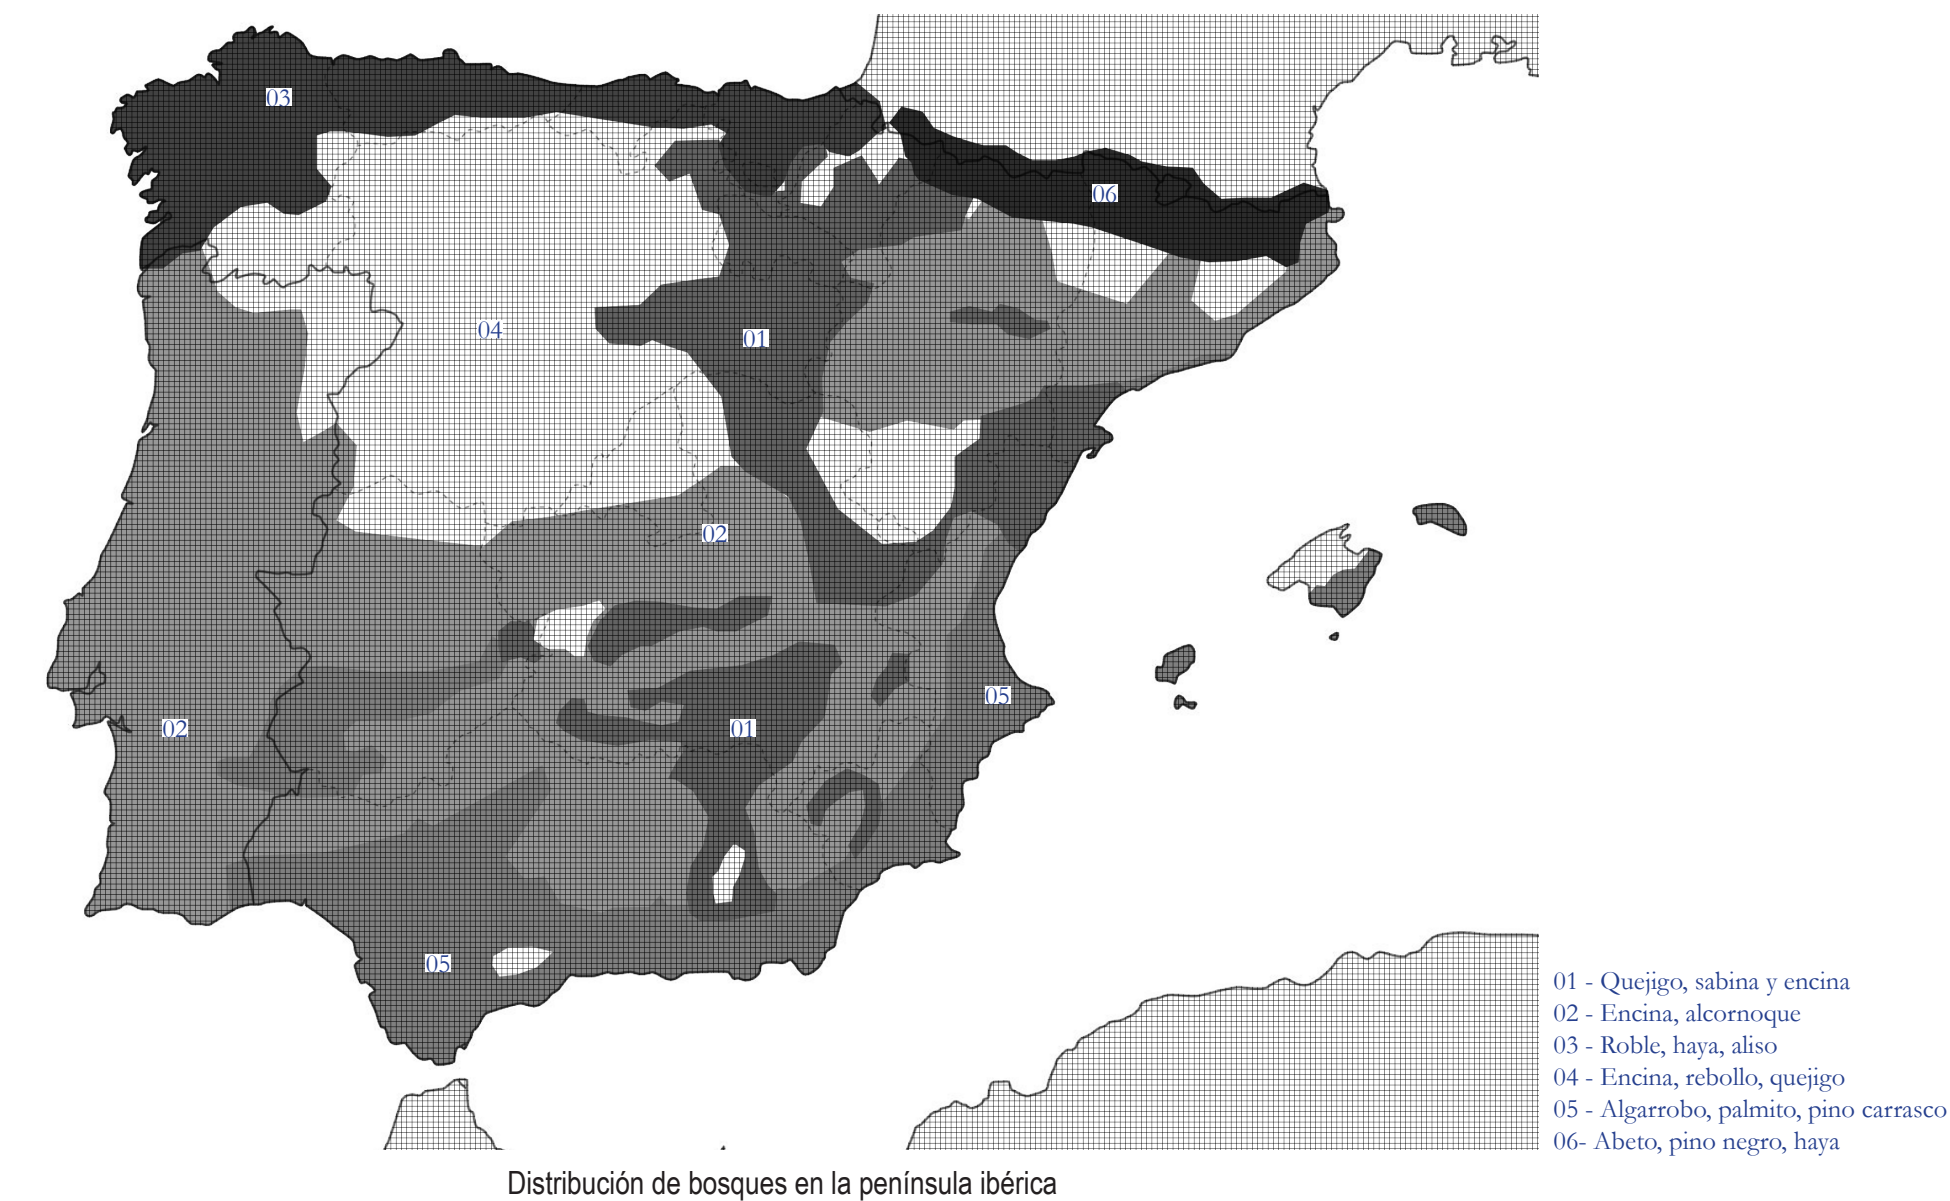 03
06
04
01
02
05
02
01
05
01 - Quejigo, sabina y encina
02 - Encina, alcornoque
03 - Roble, haya, aliso
04 - Encina, rebollo, quejigo
05 - Algarrobo, palmito, pino carrasco
06- Abeto, pino negro, haya
Distribución de bosques en la península ibérica